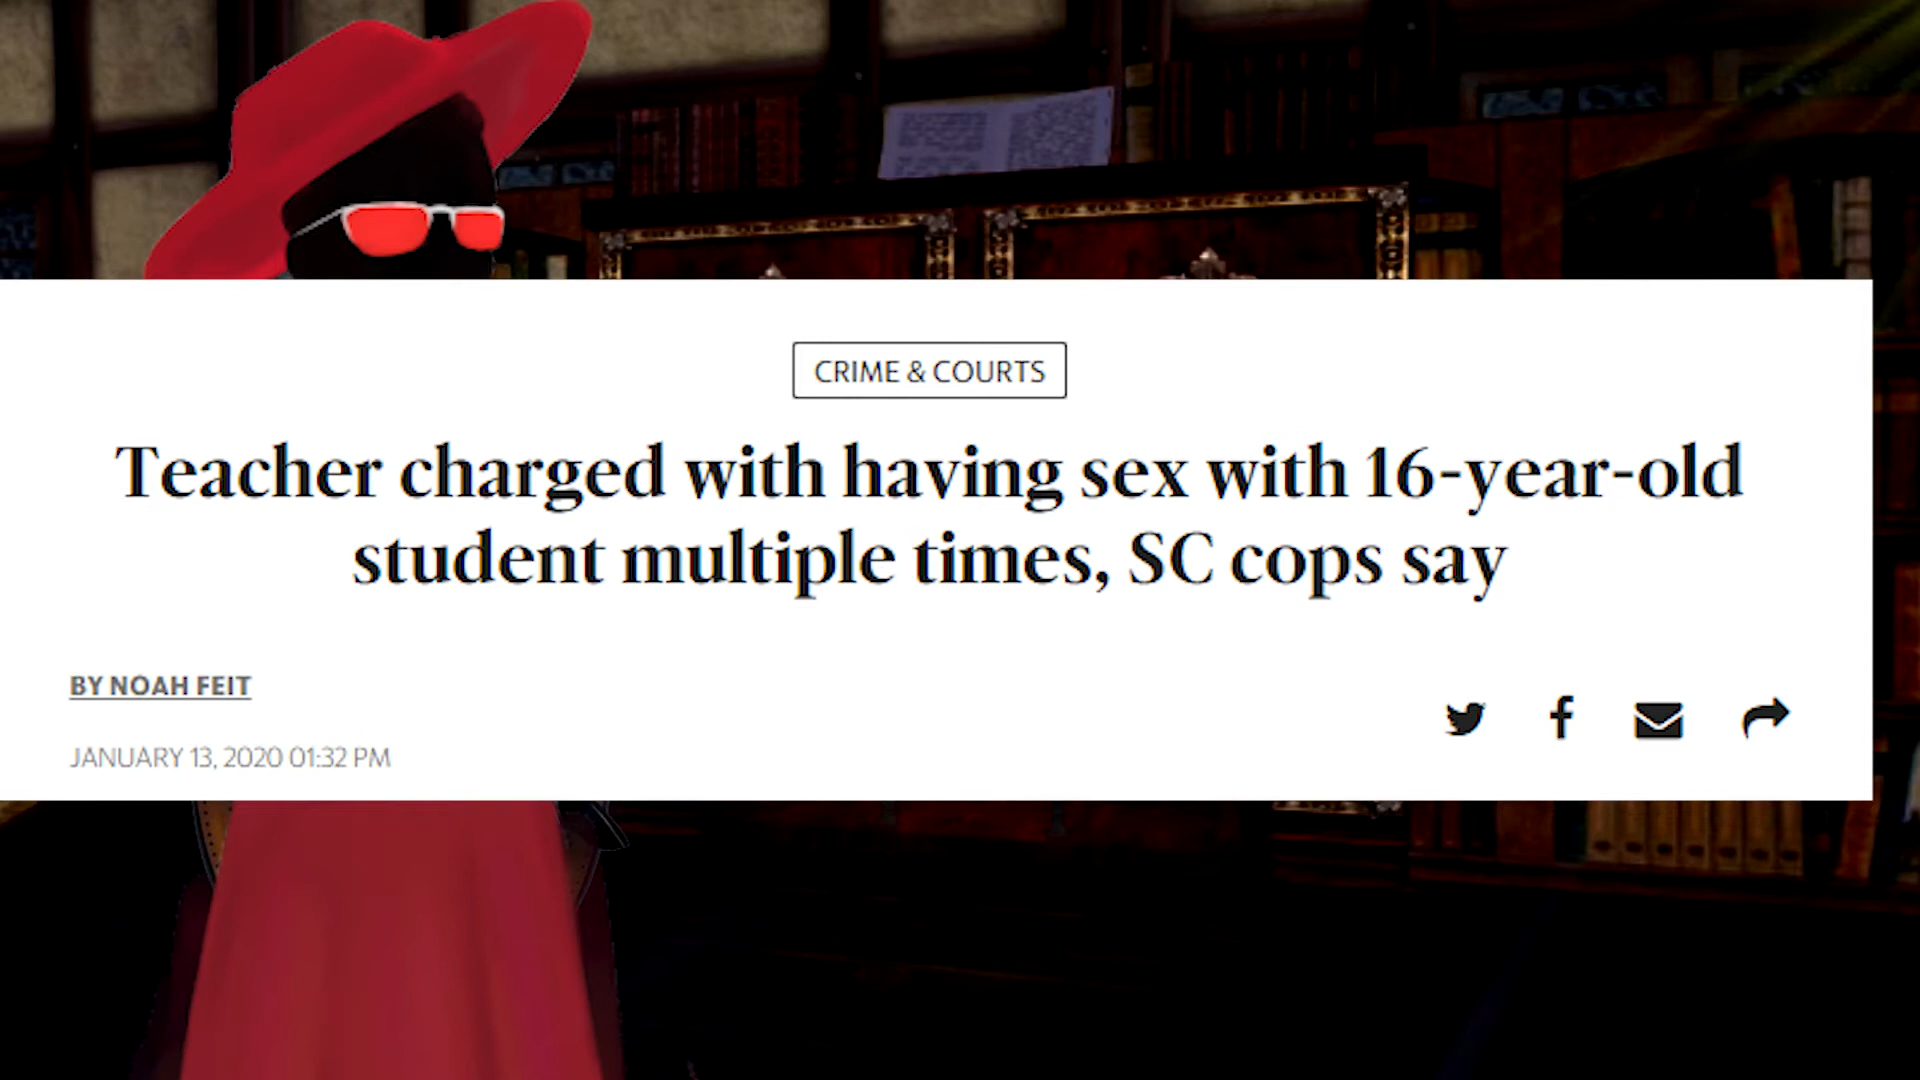 CRIME & COURTS
Teacher charged with having sex with 16-year-old
student multiple times, SC cops say
BY NOAH FEIT
JANUARY 13, 2020 01:32 PM